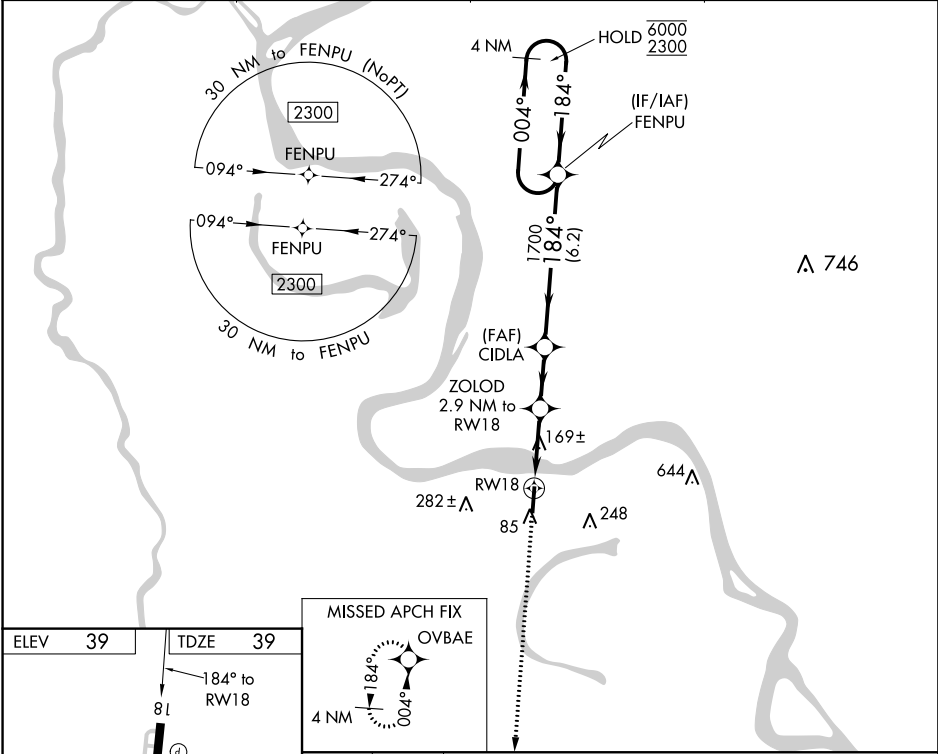 30 NM to FENPU (NoPT)
2300
FENPU
094°
274°
094°
274°
FENPU
2300
30 NM to FENPU
4 NM
HOLD 6000
2300
004°
184°
(IF/IAF)
FENPU
1700
184°
(6.2)
746
(FAF)
CIDLA
ZOLOD
2.9 NM to
RW18
169±
RW18
644
282±
85
248
MISSED APCH FIX
OVBAE
184°
004°
4 NM
ELEV 39
TDZE 39
184° to
RW18
18
P